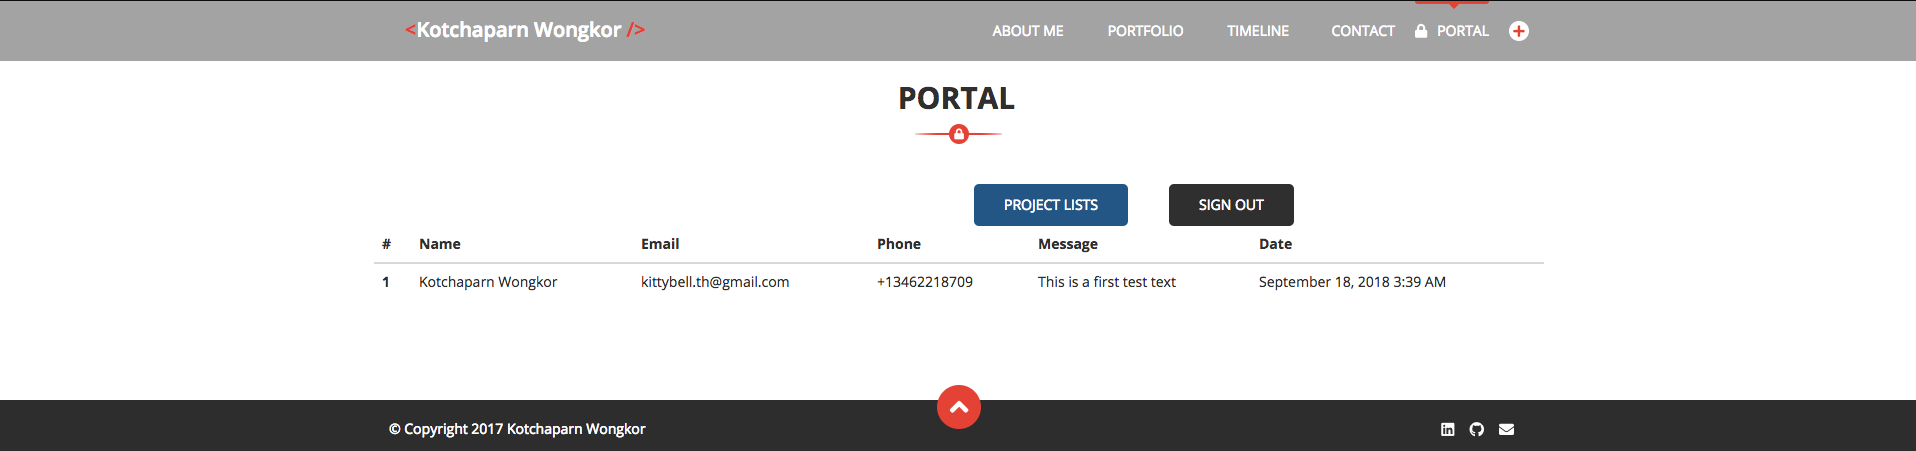 <Kotchaparn Wongkor /> ABOUT ME PORTFOLIO TIMELINE CONTACT PORTAL
PORTAL
PROJECT LISTS SIGN OUT
# Name Email Phone Message Date
1 Kotchaparn Wongkor kittybell.th@gmail.com +13462218709 This is a first test text September 18, 2018 3:39 AM
© Copyright 2017 Kotchaparn Wongkor